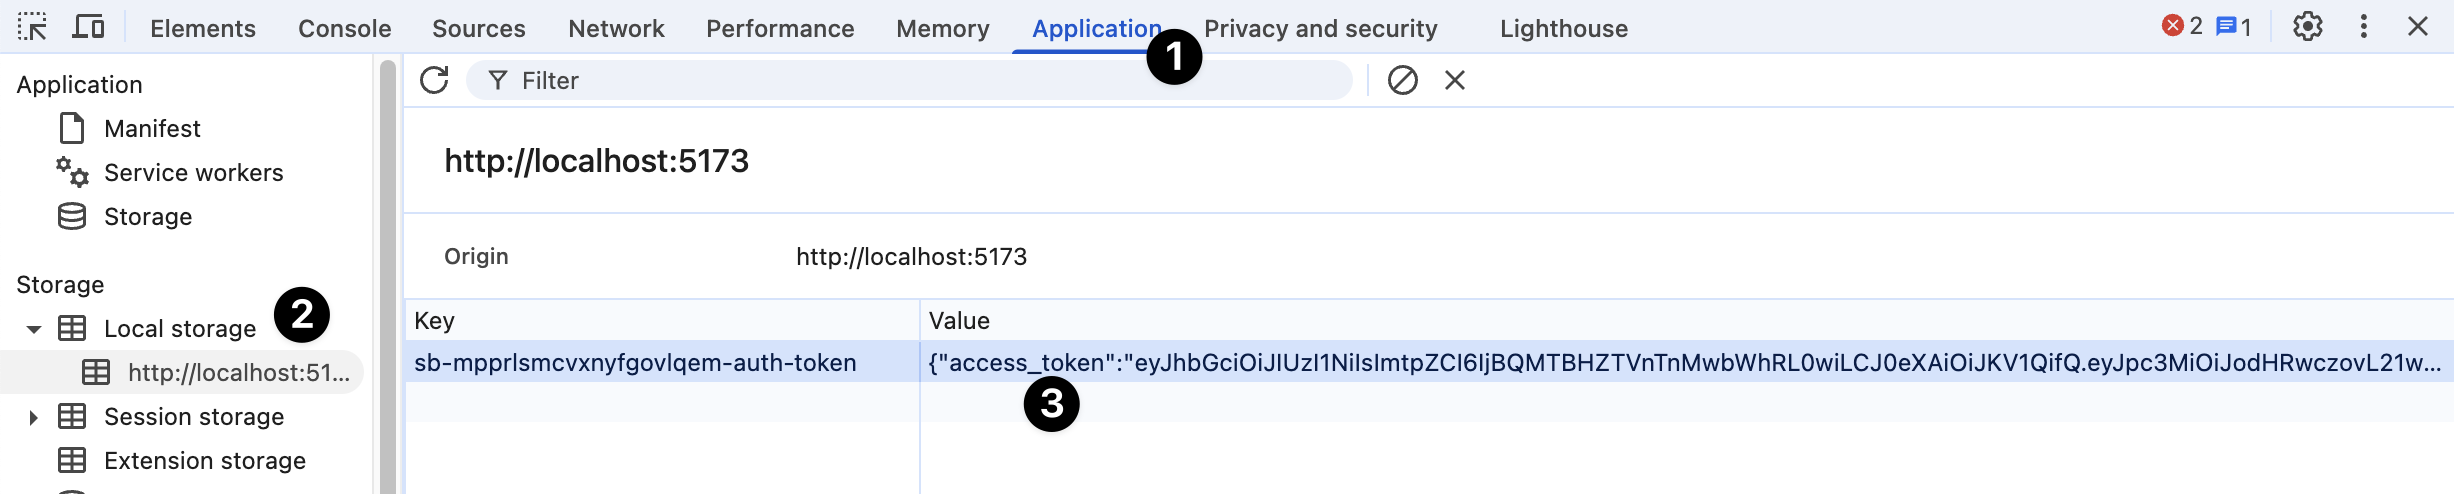 Elements Console Sources Network Performance Memory Application Privacy and security Lighthouse 2 1
1
Application
Filter
Manifest
Service workers
Storage
http://localhost:5173
Origin http://localhost:5173
Storage
2
Local storage
http://localhost:51...
Session storage
Extension storage
Key Value
sb-mpprlsmcvxnyfgovlqem-auth-token {"access_token":"eyJhbGciOiJIUzI1NiIsImtpZCI6IjBQMTBHZTVnTnMwbWhRL0wiLCJ0eXAiOiJKV1QifQ.eyJpc3MiOiJodHRwczovL21w...
3